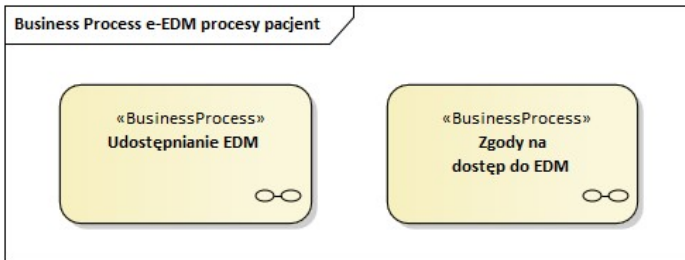 Business Process e-EDM procesy pacjent
«BusinessProcess»
Udostępnianie EDM
«BusinessProcess»
Zgody na
dostęp do EDM